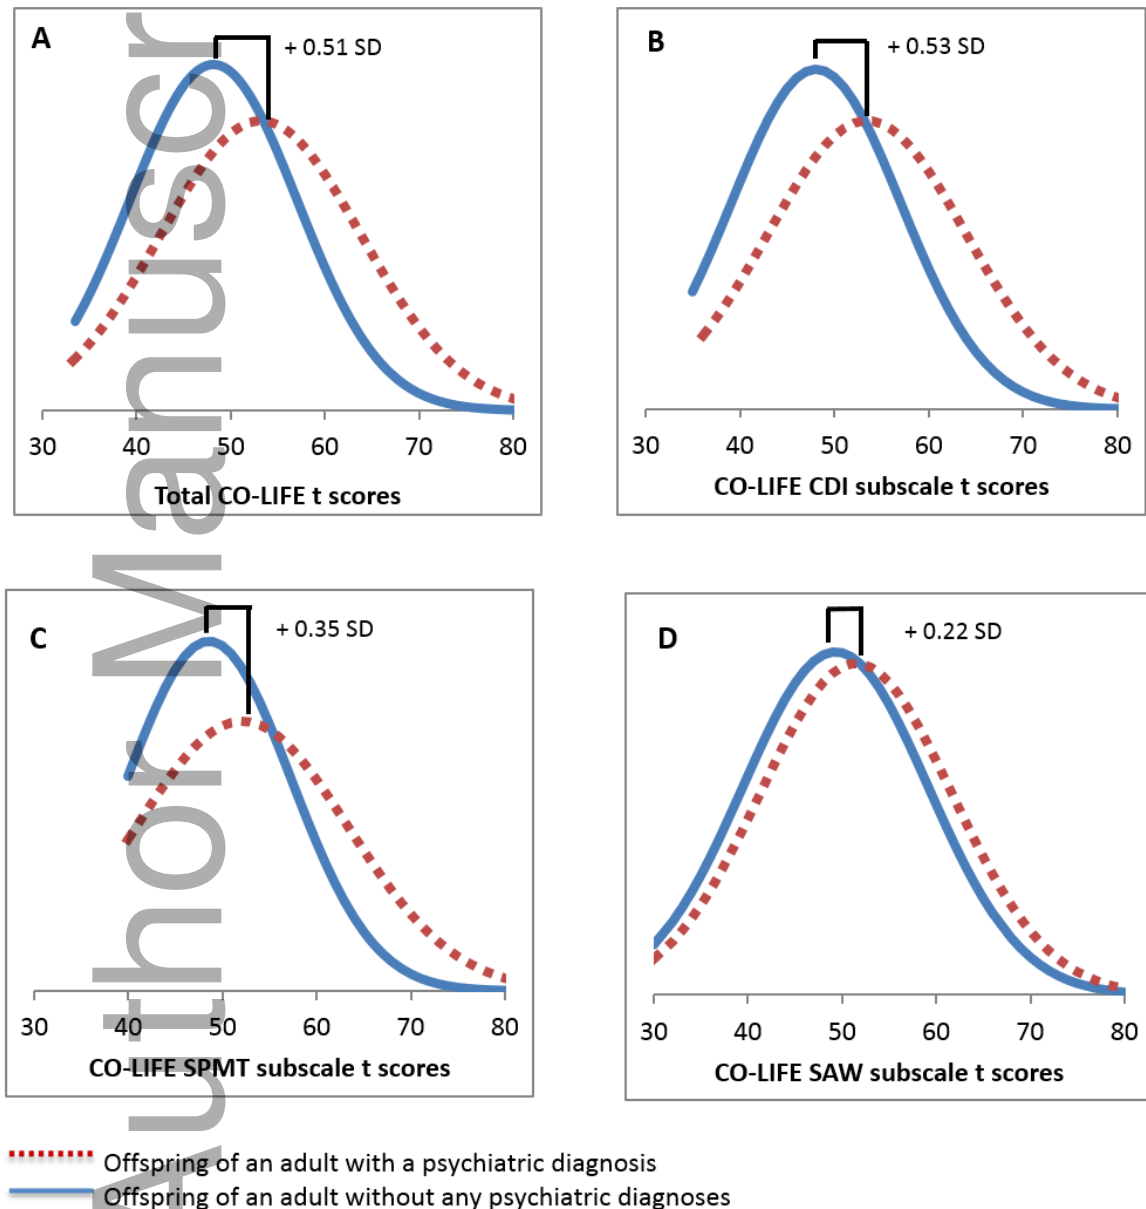 A
+ 0.51 SD
30 40 50 60 70 80
Total CO-LIFE t scores
B
+ 0.53 SD
30 40 50 60 70 80
CO-LIFE CDI subscale t scores
C
+ 0.35 SD
30 40 50 60 70 80
CO-LIFE SPMT subscale t scores
D
+ 0.22 SD
30 40 50 60 70 80
CO-LIFE SAW subscale t scores
Offspring of an adult with a psychiatric diagnosis
Offspring of an adult without any psychiatric diagnoses
Author Manuscr